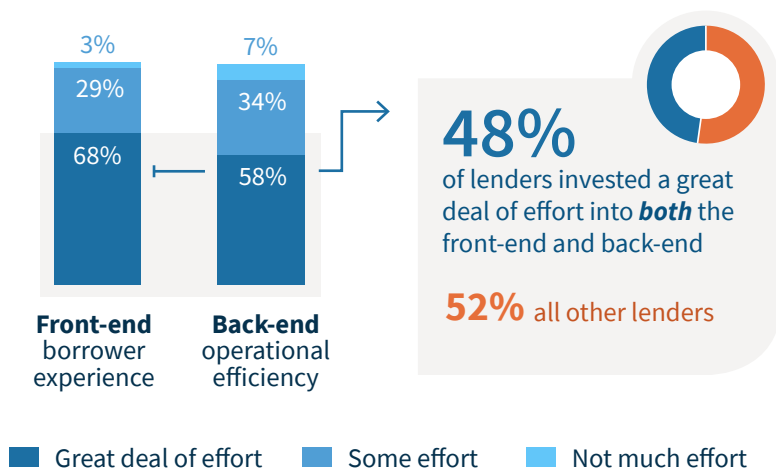 3%
29%
68%
7%
34%
58%
Front-end
borrower
experience
Back-end
operational
efficiency
48%
of lenders invested a great
deal of effort into both the
front-end and back-end
52% all other lenders
Great deal of effort
Some effort
Not much effort